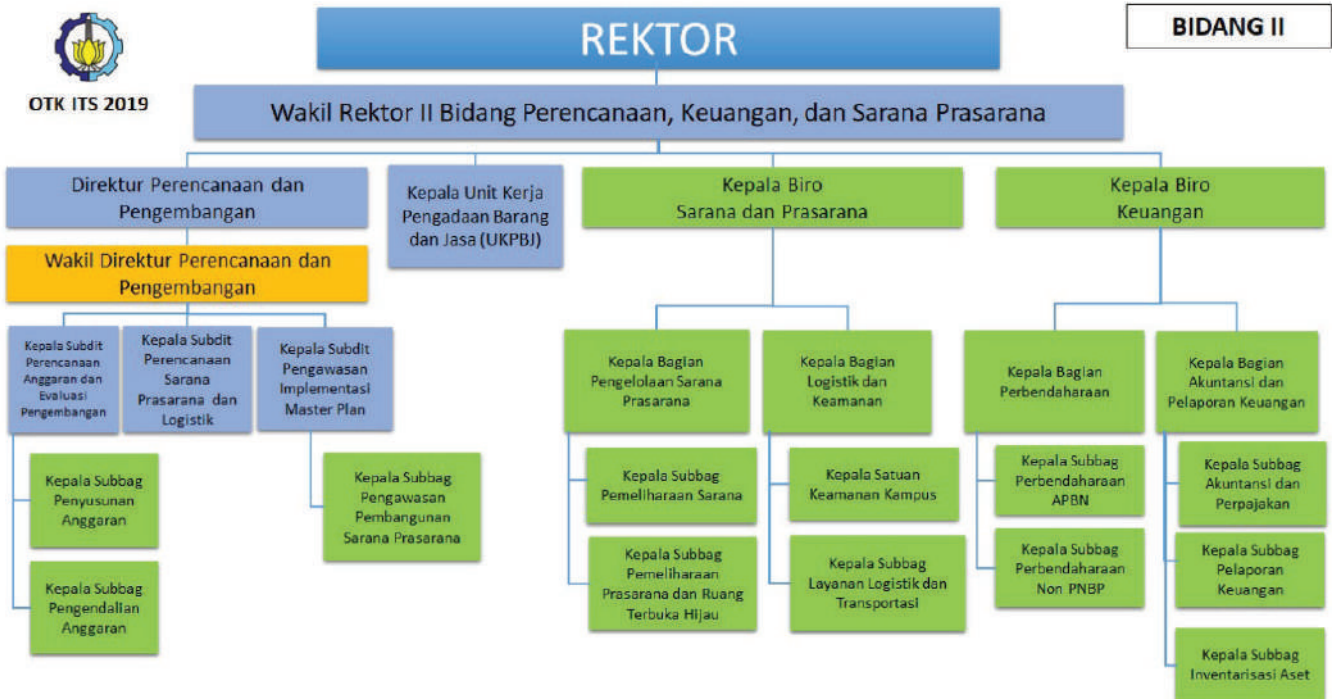 REKTOR
BIDANG II
OTK ITS 2019
Wakil Rektor II Bidang Perencanaan, Keuangan, dan Sarana Prasarana
Direktur Perencanaan dan
Pengembangan
Kepala Unit Kerja
Pengadaan Barang
dan Jasa (UKPBJ)
Kepala Biro
Sarana dan Prasarana
Kepala Biro
Keuangan
Wakil Direktur Perencanaan dan
Pengembangan
Kepala Subdit
Perencanaan
Anggaran dan
Evaluasi
Pengembangan
Kepala Subdit
Perencanaan
Sarana
Prasarana dan
Logistik
Kepala Subdit
Pengawasan
Implementasi
Master Plan
Kepala Bagian
Pengelolaan Sarana
Prasarana
Kepala Bagian
Logistik dan
Keamanan
Kepala Bagian
Perbendaharaan
Kepala Bagian
Akuntansi dan
Pelaporan Keuangan
Kepala Subbag
Penyusunan
Anggaran
Kepala Subbag
Pengawasan
Pembangunan
Sarana Prasarana
Kepala Subbag
Pemeliharaan Sarana
Kepala Satuan
Keamanan Kampus
Kepala Subbag
Perbendaharaan
APBN
Kepala Subbag
Akuntansi dan
Perpajakan
Kepala Subbag
Pengendalian
Anggaran
Kepala Subbag
Pemeliharaan
Prasarana dan Ruang
Terbuka Hijau
Kepala Subbag
Layanan Logistik dan
Transportasi
Kepala Subbag
Perbendaharaan
Non PNBP
Kepala Subbag
Pelaporan
Keuangan
Kepala Subbag
Inventarisasi Aset